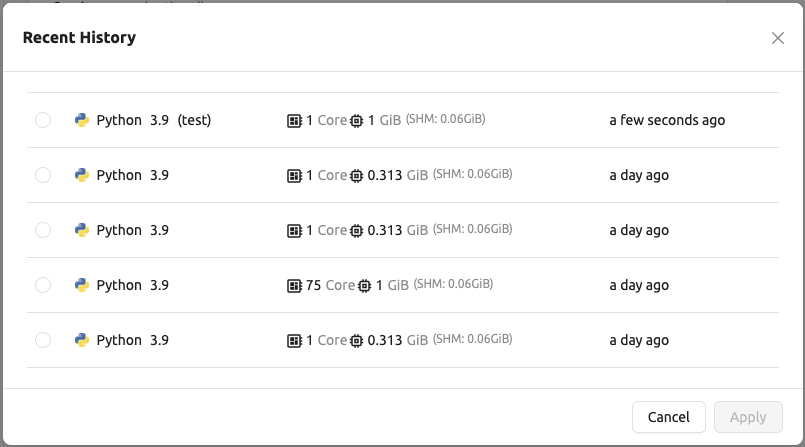 Recent History
Python 3.9 (test) 1 Core 1 GiB (SHM: 0.06GiB) a few seconds ago
Python 3.9 1 Core 0.313 GiB (SHM: 0.06GiB) a day ago
Python 3.9 1 Core 0.313 GiB (SHM: 0.06GiB) a day ago
Python 3.9 75 Core 1 GiB (SHM: 0.06GiB) a day ago
Python 3.9 1 Core 0.313 GiB (SHM: 0.06GiB) a day ago
Cancel Apply